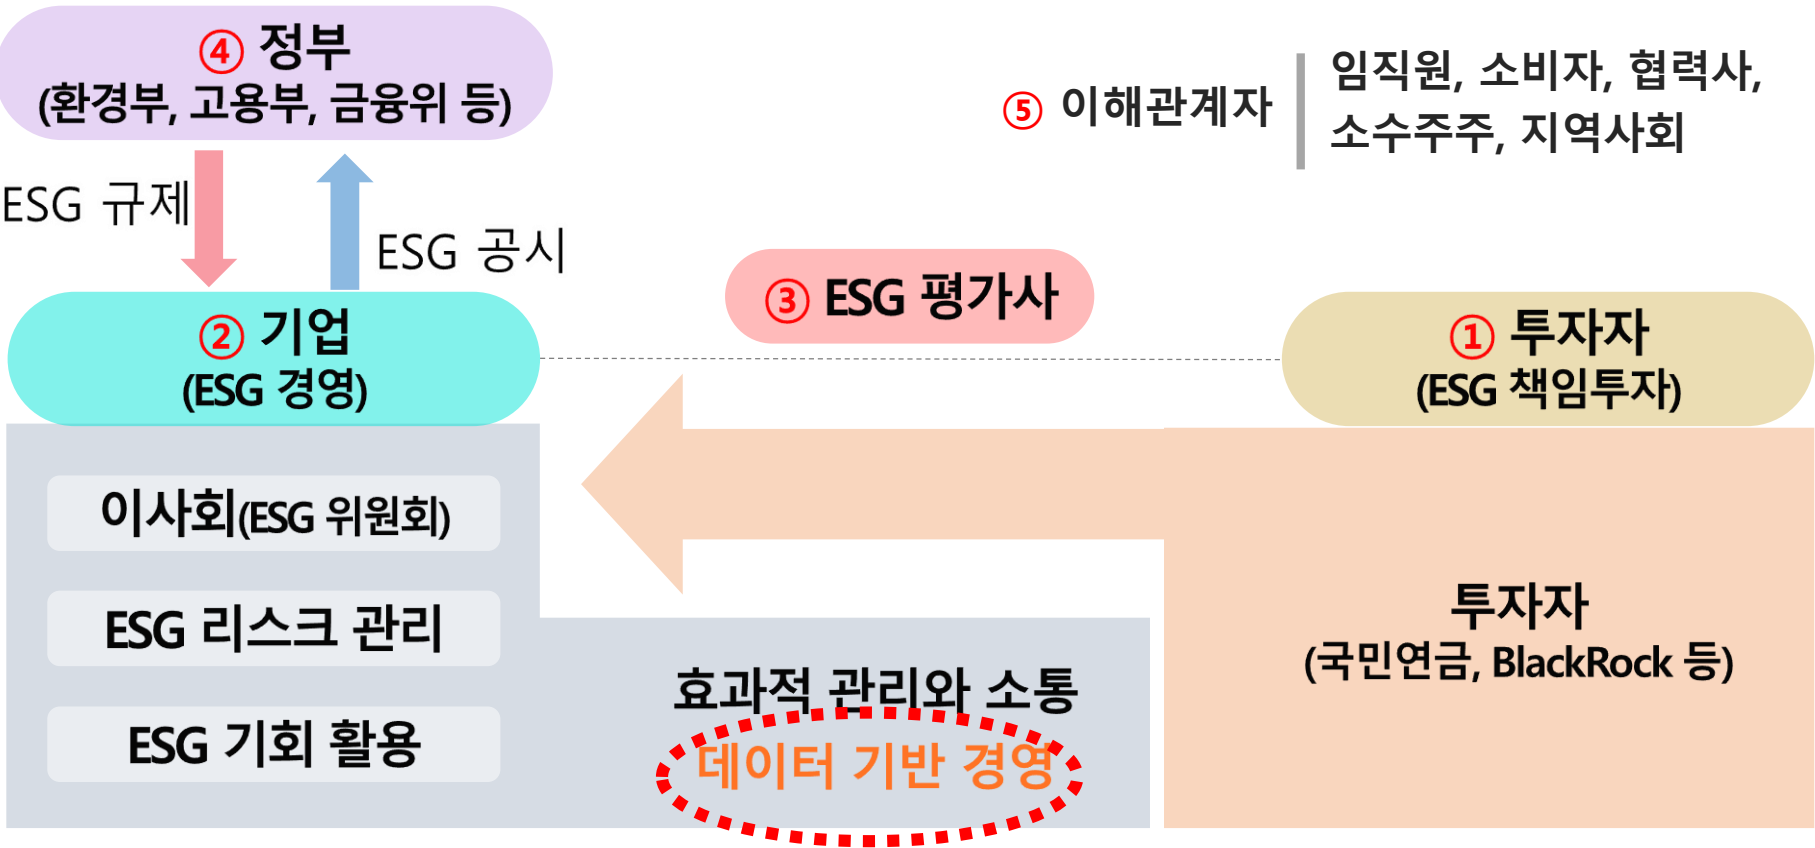 ④ 정부
(환경부, 고용부, 금융위 등)
⑤ 이해관계자
임직원, 소비자, 협력사,
소수주주, 지역사회
ESG 규제
ESG 공시
③ ESG 평가사
② 기업
(ESG 경영)
① 투자자
(ESG 책임투자)
이사회(ESG 위원회)
ESG 리스크 관리
ESG 기회 활용
효과적 관리와 소통
데이터 기반 경영
투자자
(국민연금, BlackRock 등)